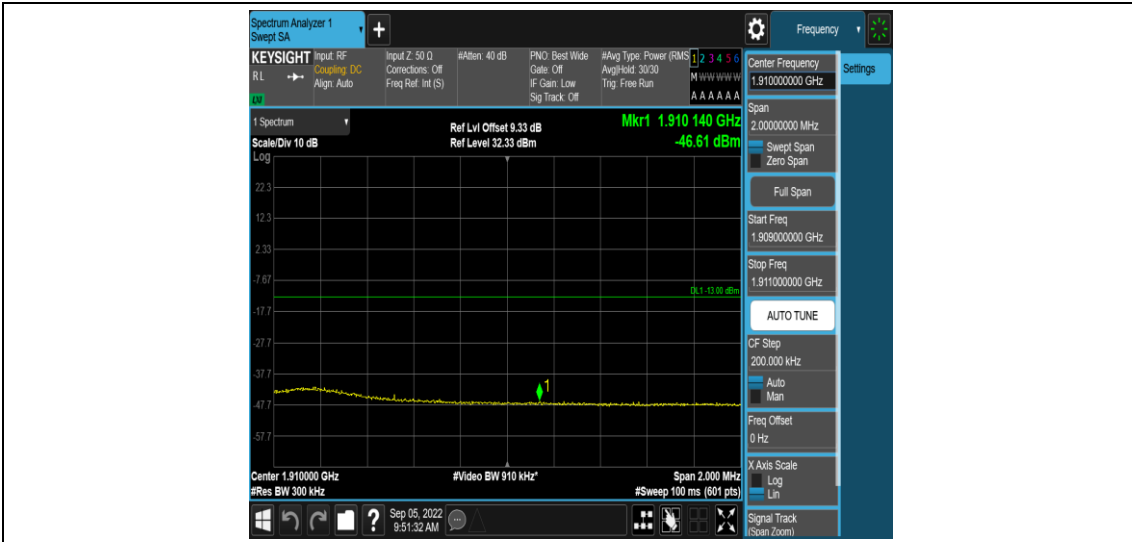 Spectrum Analyzer 1
Swept SA
+
Frequency
KEYSIGHT
RL
LXI
Input: RF
Coupling: DC
Align: Auto
Input Z: 50 Ω
Corrections: Off
Freq Ref: Int (S)
#Atten: 40 dB
PNO: Best Wide
Gate: Off
IF Gain: Low
Sig Track: Off
#Avg Type: Power (RMS
Avg|Hold: 30/30
Trig: Free Run
1 2 3 4 5 6
M W W W W W
A A A A A A
1 Spectrum
Scale/Div 10 dB
Log
Ref Lvl Offset 9.33 dB
Ref Level 32.33 dBm
Mkr1 1.910 140 GHz
-46.61 dBm
22.3
12.3
2.33
-7.67
DL1 -13.00 dBm
-17.7
-27.7
-37.7
1
-47.7
-57.7
Center 1.910000 GHz
#Res BW 300 kHz
#Video BW 910 kHz*
Span 2.000 MHz
#Sweep 100 ms (601 pts)
Center Frequency
1.910000000 GHz
Settings
Span
2.00000000 MHz
Swept Span
Zero Span
Full Span
Start Freq
1.909000000 GHz
Stop Freq
1.911000000 GHz
AUTO TUNE
CF Step
200.000 kHz
Auto
Man
Freq Offset
0 Hz
X Axis Scale
Log
Lin
Signal Track
(Span Zoom)
?
Sep 05, 2022
9:51:32 AM